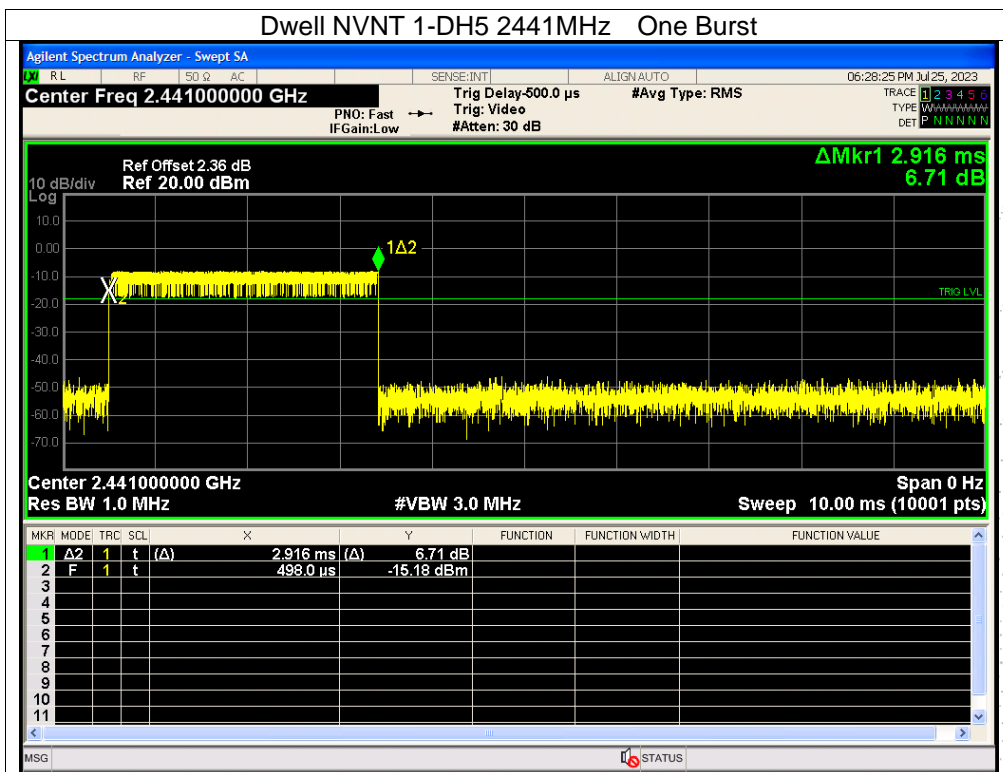 Dwell NVNT 1-DH5 2441MHz One Burst
Agilent Spectrum Analyzer - Swept SA
LXI RL RF 50 Ω AC SENSE:INT ALIGNAUTO 06:28:25 PM Jul 25, 2023
Center Freq 2.441000000 GHz Trig Delay-500.0 µs #Avg Type: RMS TRACE 1 2 3 4 5 6
PNO: Fast Trig: Video TYPE WWWWWWWW
IFGain:Low #Atten: 30 dB DET P N N N N N
Ref Offset 2.36 dB ΔMkr1 2.916 ms
10 dB/div Ref 20.00 dBm 6.71 dB
Log
10.0
0.00 1Δ2
-10.0
X2
-20.0 TRIG LVL
-30.0
-40.0
-50.0
-60.0
-70.0
Center 2.441000000 GHz Span 0 Hz
Res BW 1.0 MHz #VBW 3.0 MHz Sweep 10.00 ms (10001 pts)
MKR MODE TRC SCL X Y FUNCTION FUNCTION WIDTH FUNCTION VALUE
1 Δ2 1 t (Δ) 2.916 ms (Δ) 6.71 dB
2 F 1 t 498.0 µs -15.18 dBm
3
4
5
6
7
8
9
10
11
MSG STATUS